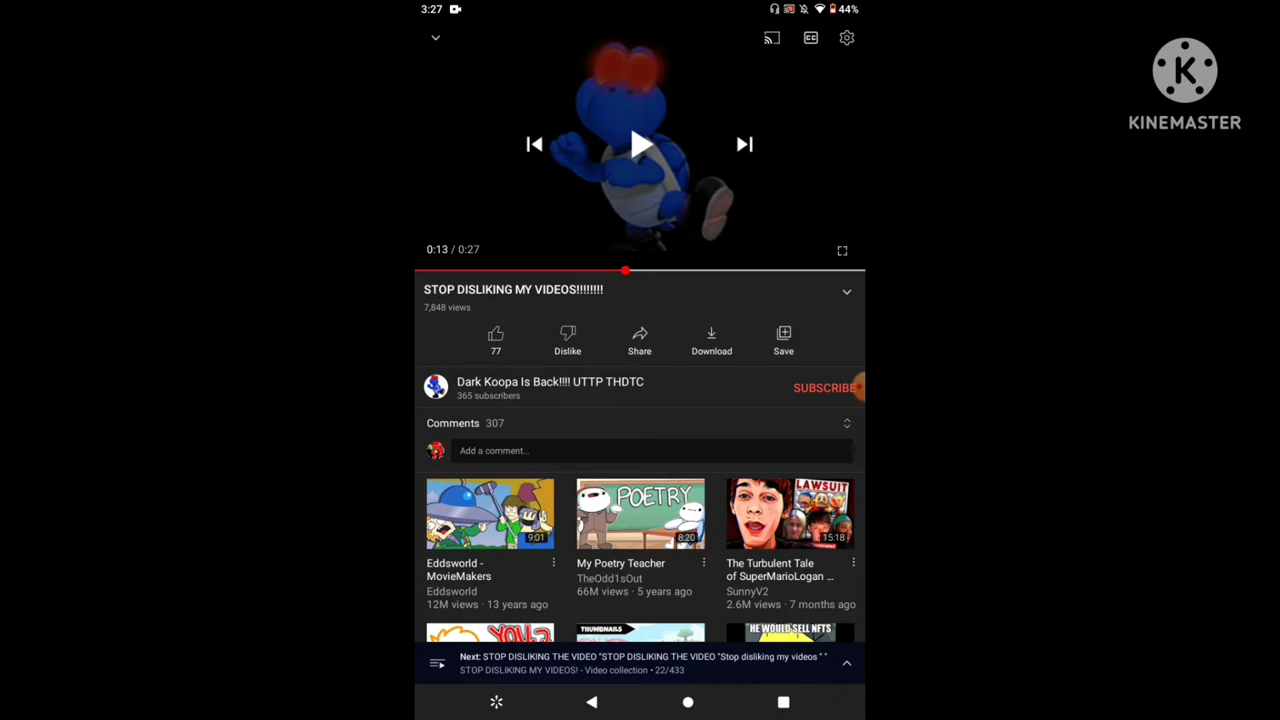 3:27
44%
KINEMASTER
0:13 / 0:27
STOP DISLIKING MY VIDEOS!!!!!!!!
7,848 views
77
Dislike
Share
Download
Save
Dark Koopa Is Back!!!! UTTP THDTC
365 subscribers
SUBSCRIBE
Comments 307
Add a comment...
POETRY
LAWSUIT
9:01
8:20
15:18
Eddsworld -
MovieMakers
Eddsworld
12M views · 13 years ago
My Poetry Teacher
TheOdd1sOut
66M views · 5 years ago
The Turbulent Tale
of SuperMarioLogan ...
SunnyV2
2.6M views · 7 months ago
THUMBNAILS
HE WOULD SELL NFTS
Next: STOP DISLIKING THE VIDEO "STOP DISLIKING THE VIDEO "Stop disliking my videos " "
STOP DISLIKING MY VIDEOS! - Video collection • 22/433